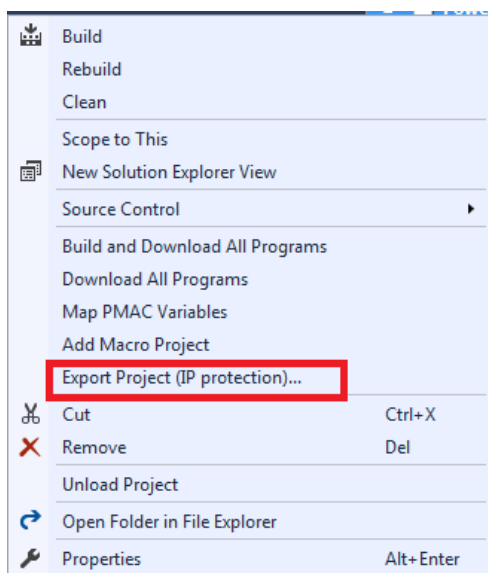 Build
Rebuild
Clean
Scope to This
New Solution Explorer View
Source Control
Build and Download All Programs
Download All Programs
Map PMAC Variables
Add Macro Project
Export Project (IP protection)...
Cut Ctrl+X
Remove Del
Unload Project
Open Folder in File Explorer
Properties Alt+Enter